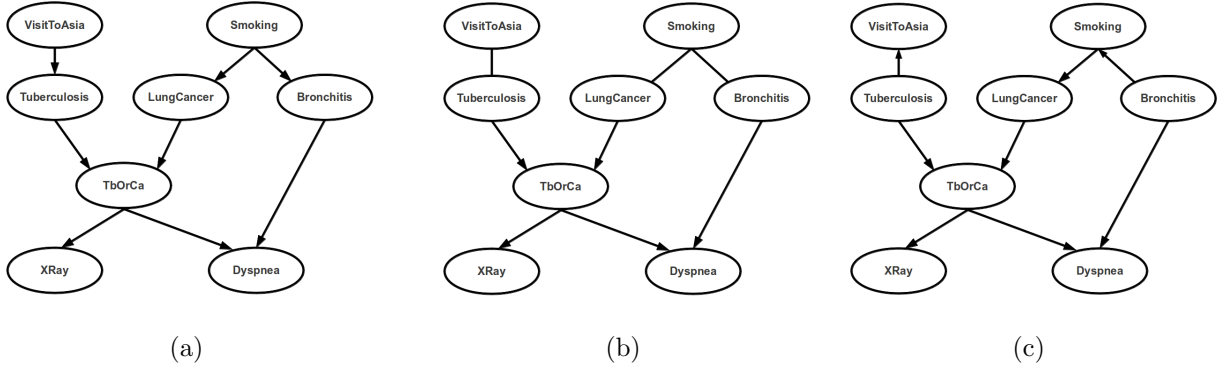 VisitToAsia
Smoking
Tuberculosis
LungCancer
Bronchitis
TbOrCa
XRay
Dyspnea
(a)
VisitToAsia
Smoking
Tuberculosis
LungCancer
Bronchitis
TbOrCa
XRay
Dyspnea
(b)
VisitToAsia
Smoking
Tuberculosis
LungCancer
Bronchitis
TbOrCa
XRay
Dyspnea
(c)